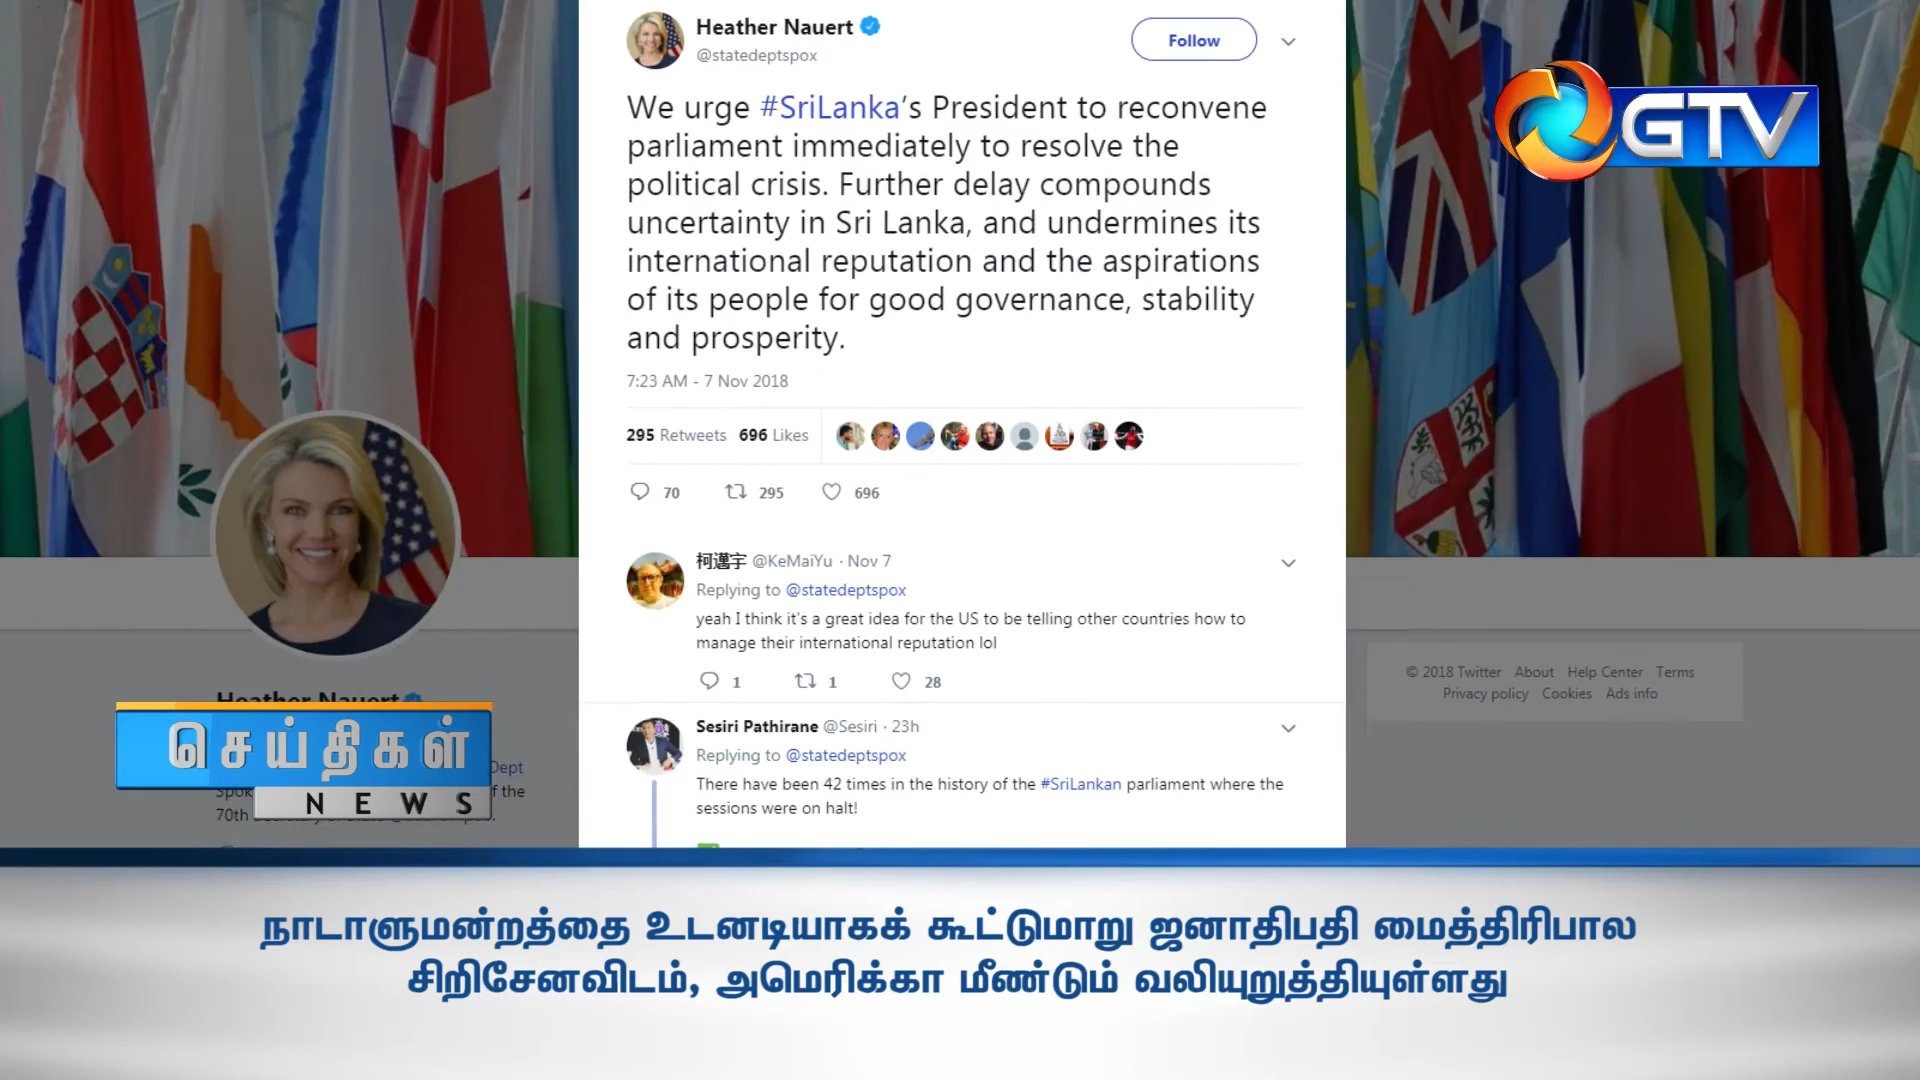 Heather Nauert
@statedeptspox
Follow
We urge #SriLanka's President to reconvene
parliament immediately to resolve the
political crisis. Further delay compounds
uncertainty in Sri Lanka, and undermines its
international reputation and the aspirations
of its people for good governance, stability
and prosperity.
7:23 AM - 7 Nov 2018
295 Retweets 696 Likes
70 295 696
柯邁宇 @KeMaiYu · Nov 7
Replying to @statedeptspox
yeah I think it's a great idea for the US to be telling other countries how to
manage their international reputation lol
1 1 28
Sesiri Pathirane @Sesiri · 23h
Replying to @statedeptspox
There have been 42 times in the history of the #SriLankan parliament where the
sessions were on halt!
GTV
© 2018 Twitter About Help Center Terms
Privacy policy Cookies Ads info
Heather Nauert
Dept
of the
70th
செய்திகள்
NEWS
நாடாளுமன்றத்தை உடனடியாகக் கூட்டுமாறு ஜனாதிபதி மைத்திரிபால
சிறிசேனவிடம், அமெரிக்கா மீண்டும் வலியுறுத்தியுள்ளது